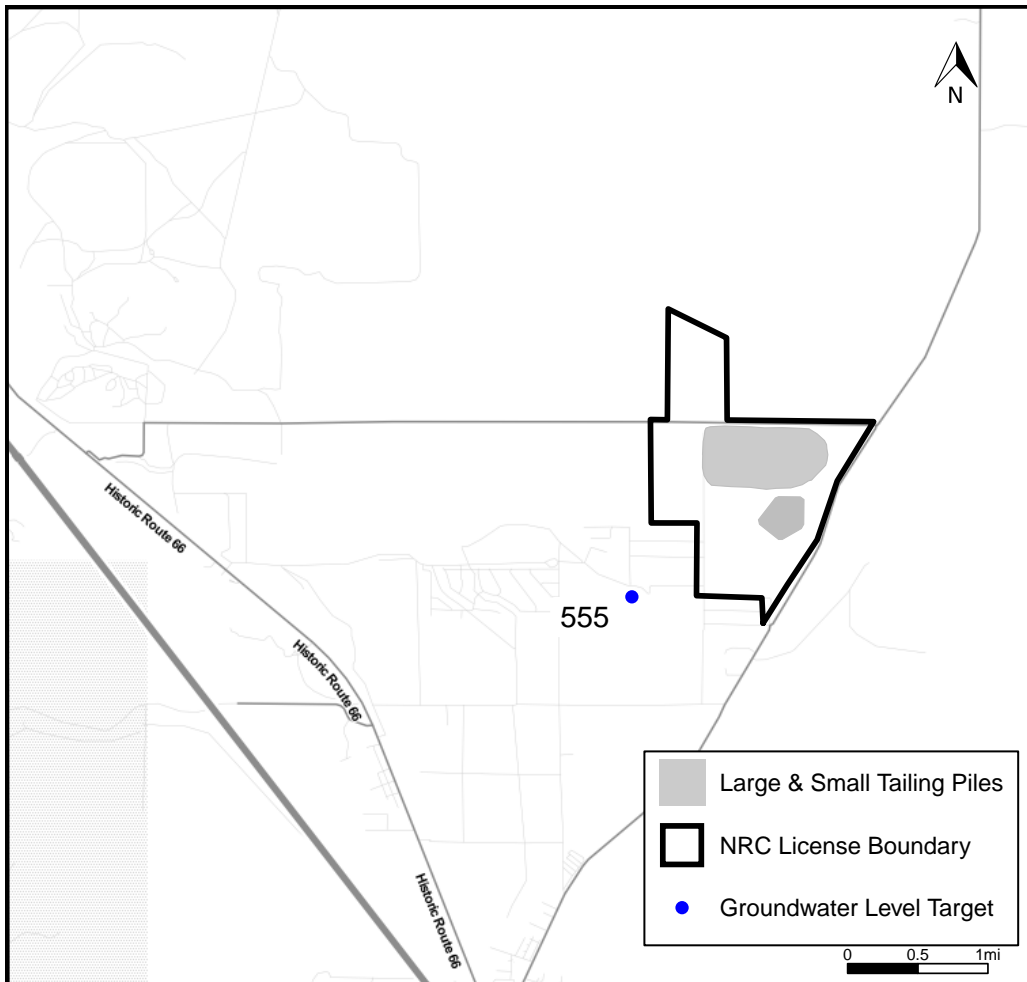 N
Historic Route 66
555
Historic Route 66
Large & Small Tailing Piles
NRC License Boundary
Historic Route 66
Groundwater Level Target
0 0.5 1mi